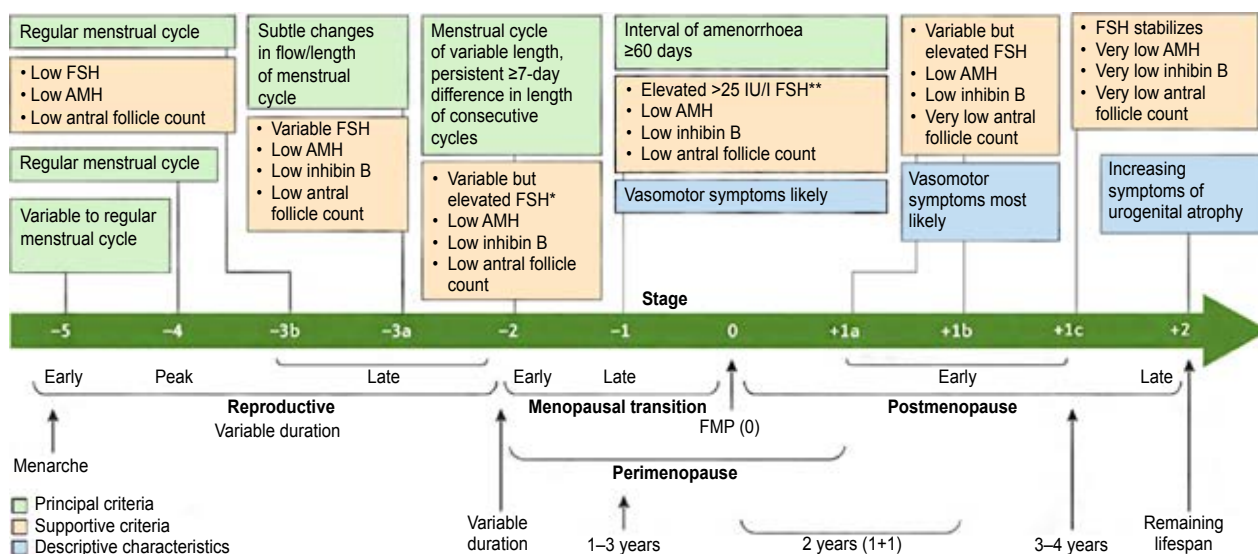 Regular menstrual cycle
• Low FSH
• Low AMH
• Low antral follicle count
Regular menstrual cycle
Variable to regular
menstrual cycle
Subtle changes
in flow/length
of menstrual
cycle
• Variable FSH
• Low AMH
• Low inhibin B
• Low antral
follicle count
Menstrual cycle
of variable length,
persistent ≥7-day
difference in length
of consecutive
cycles
• Variable but
elevated FSH*
• Low AMH
• Low inhibin B
• Low antral follicle
count
Interval of amenorrhoea
≥60 days
• Elevated >25 IU/l FSH**
• Low AMH
• Low inhibin B
• Low antral follicle count
Vasomotor symptoms likely
• Variable but
elevated FSH
• Low AMH
• Low inhibin B
• Very low antral
follicle count
Vasomotor
symptoms most
likely
• FSH stabilizes
• Very low AMH
• Very low inhibin B
• Very low antral
follicle count
Increasing
symptoms of
urogenital atrophy
Stage
−5 −4 −3b −3a −2 −1 0 +1a +1b +1c +2
Early Peak Late Early Late Early Late
Reproductive Menopausal transition Postmenopause
Variable duration FMP (0)
Menarche
Perimenopause
Principal criteria
Supportive criteria
Descriptive characteristics
Variable
duration
1–3 years
2 years (1+1)
3–4 years
Remaining
lifespan